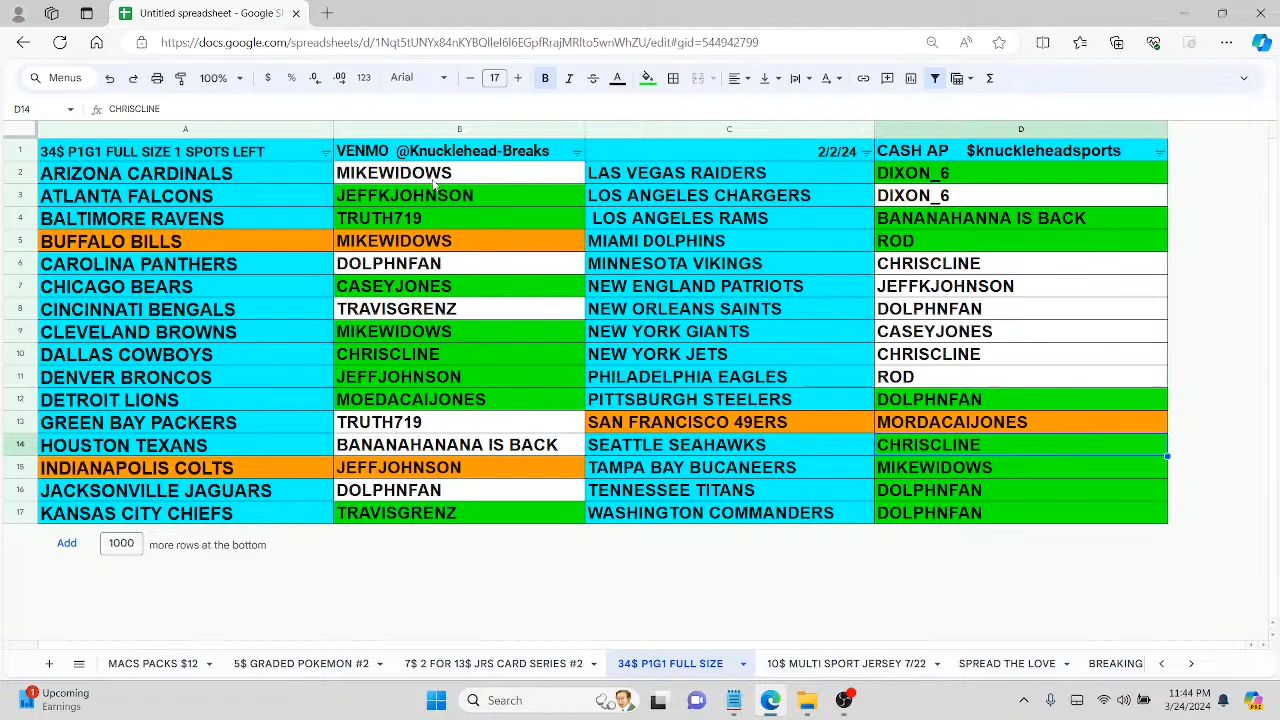 Untitled spreadsheet - Google S
https://docs.google.com/spreadsheets/d/1Nqt5tUNYx84nKYBQlleI6l6EGpfRrajMRIto5wnWhZU/edit#gid=544942799
Menus 100% $ % .0 .00 123 Arial 17 B I A
D14 CHRISCLINE
A B C D
1 34$ P1G1 FULL SIZE 1 SPOTS LEFT VENMO @Knucklehead-Breaks 2/2/24 CASH AP $knuckleheadsports
2 ARIZONA CARDINALS MIKEWIDOWS LAS VEGAS RAIDERS DIXON_6
3 ATLANTA FALCONS JEFFKJOHNSON LOS ANGELES CHARGERS DIXON_6
4 BALTIMORE RAVENS TRUTH719 LOS ANGELES RAMS BANANAHANNA IS BACK
5 BUFFALO BILLS MIKEWIDOWS MIAMI DOLPHINS ROD
6 CAROLINA PANTHERS DOLPHNFAN MINNESOTA VIKINGS CHRISCLINE
7 CHICAGO BEARS CASEYJONES NEW ENGLAND PATRIOTS JEFFKJOHNSON
8 CINCINNATI BENGALS TRAVISGRENZ NEW ORLEANS SAINTS DOLPHNFAN
9 CLEVELAND BROWNS MIKEWIDOWS NEW YORK GIANTS CASEYJONES
10 DALLAS COWBOYS CHRISCLINE NEW YORK JETS CHRISCLINE
11 DENVER BRONCOS JEFFJOHNSON PHILADELPHIA EAGLES ROD
12 DETROIT LIONS MOEDACAIJONES PITTSBURGH STEELERS DOLPHNFAN
13 GREEN BAY PACKERS TRUTH719 SAN FRANCISCO 49ERS MORDACAIJONES
HOUSTON TEXANS BANANAHANANA IS BACK SEATTLE SEAHAWKS CHRISCLINE
15 INDIANAPOLIS COLTS JEFFJOHNSON TAMPA BAY BUCANEERS MIKEWIDOWS
16 JACKSONVILLE JAGUARS DOLPHNFAN TENNESSEE TITANS DOLPHNFAN
17 KANSAS CITY CHIEFS TRAVISGRENZ WASHINGTON COMMANDERS DOLPHNFAN
Add 1000 more rows at the bottom
MACS PACKS $12 5$ GRADED POKEMON #2 7$ 2 FOR 13$ JRS CARD SERIES #2 34$ P1G1 FULL SIZE 10$ MULTI SPORT JERSEY 7/22 SPREAD THE LOVE BREAKING
1 Upcoming Earnings Search 11:44 PM
3/24/2024